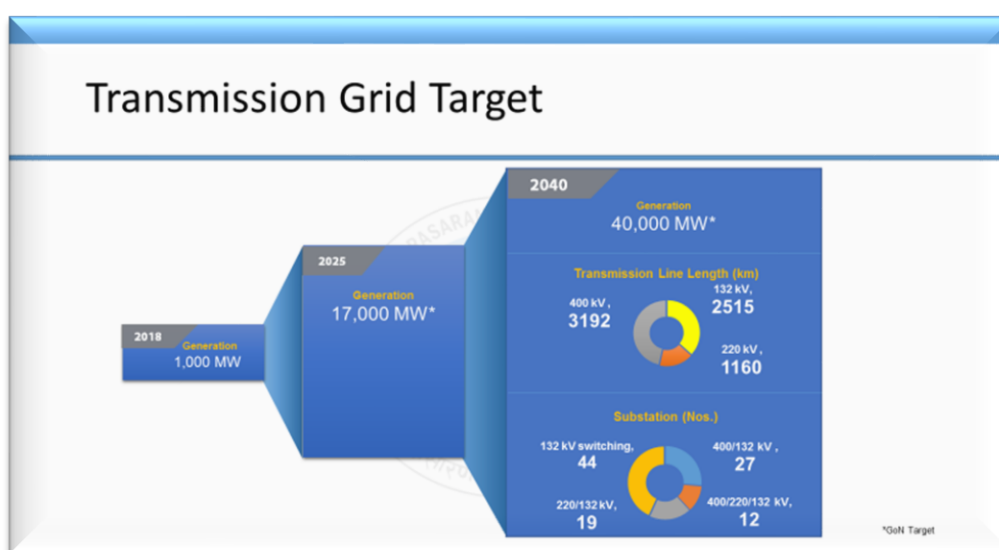 Transmission Grid Target
2018
Generation
1,000 MW
2025
Generation
17,000 MW*
2040
Generation
40,000 MW*
Transmission Line Length (km)
400 kV,
3192
132 kV,
2515
220 kV,
1160
Substation (Nos.)
132 kV switching,
44
400/132 kV,
27
220/132 kV,
19
400/220/132 kV,
12
*GoN Target